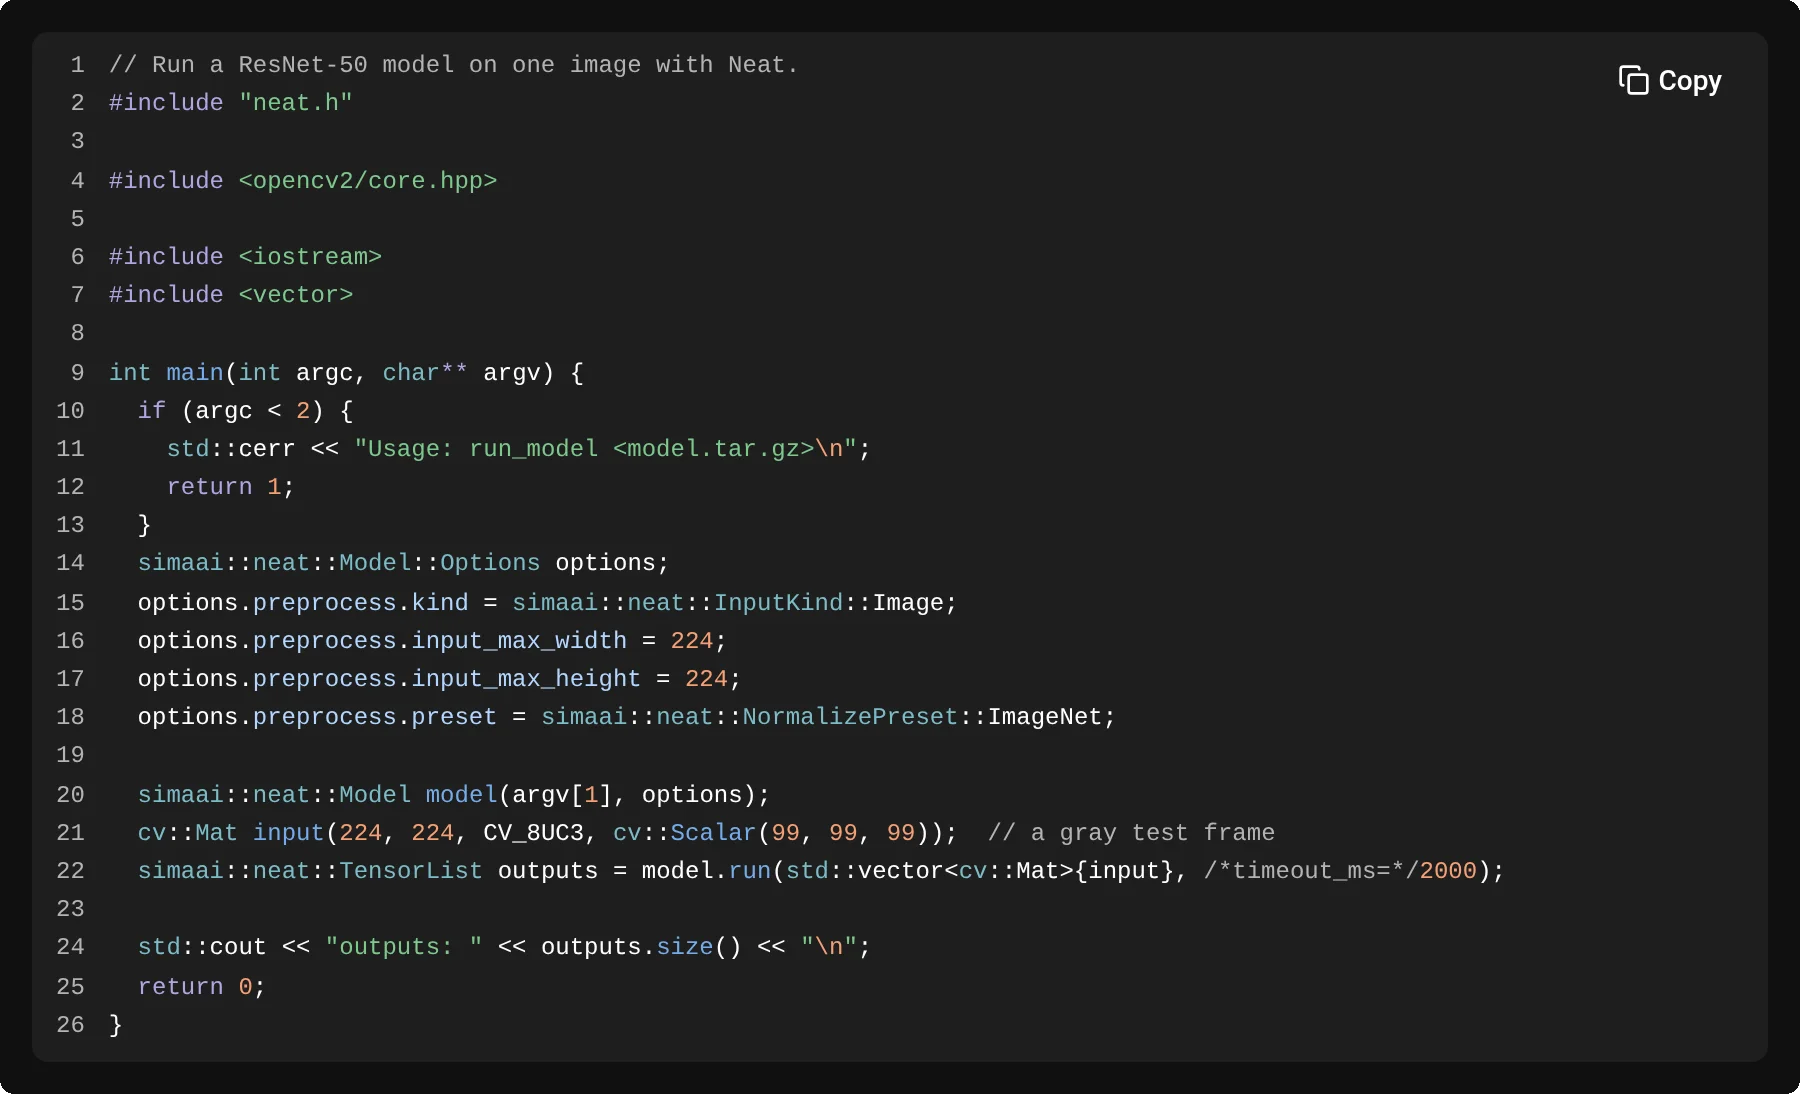 1 // Run a ResNet-50 model on one image with Neat.
Copy
2 #include "neat.h"
3
4 #include <opencv2/core.hpp>
5
6 #include <iostream>
7 #include <vector>
8
9 int main(int argc, char** argv) {
10   if (argc < 2) {
11     std::cerr << "Usage: run_model <model.tar.gz>\n";
12     return 1;
13   }
14   simaai::neat::Model::Options options;
15   options.preprocess.kind = simaai::neat::InputKind::Image;
16   options.preprocess.input_max_width = 224;
17   options.preprocess.input_max_height = 224;
18   options.preprocess.preset = simaai::neat::NormalizePreset::ImageNet;
19
20   simaai::neat::Model model(argv[1], options);
21   cv::Mat input(224, 224, CV_8UC3, cv::Scalar(99, 99, 99));  // a gray test frame
22   simaai::neat::TensorList outputs = model.run(std::vector<cv::Mat>{input}, /*timeout_ms=*/2000);
23
24   std::cout << "outputs: " << outputs.size() << "\n";
25   return 0;
26 }